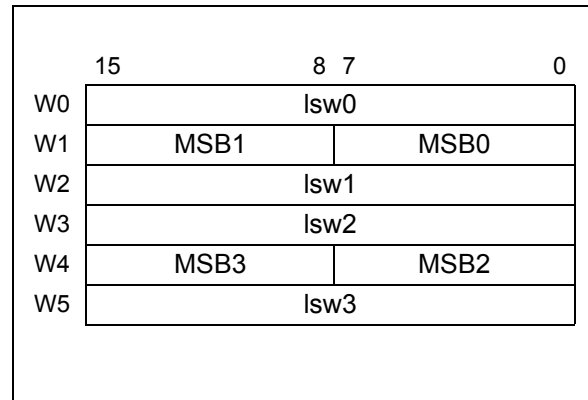 15 8 7 0
W0 lsw0
W1 MSB1 MSB0
W2 lsw1
W3 lsw2
W4 MSB3 MSB2
W5 lsw3